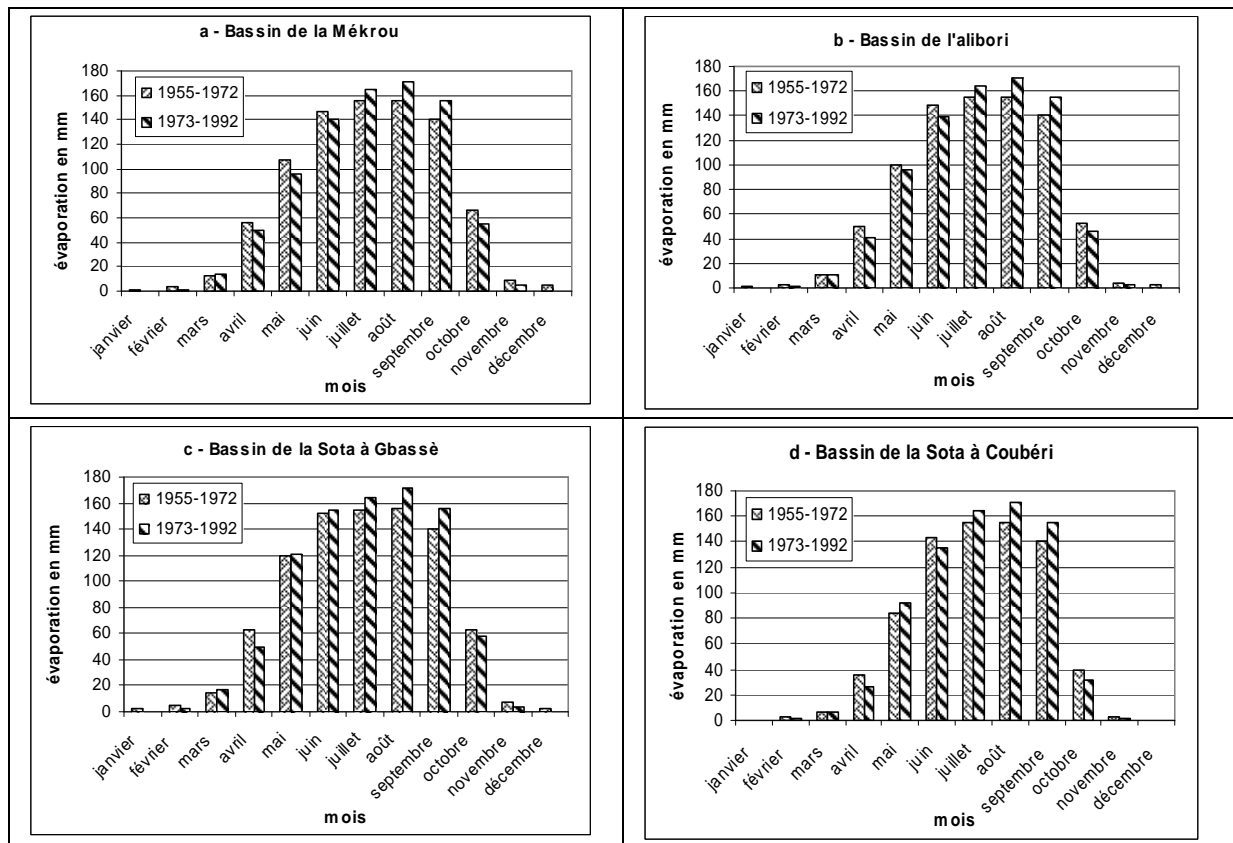 a - Bassin de la Mékrou
évaporation en mm
180
160
140
120
100
80
60
40
20
0
1955-1972
1973-1992
janvier
février
mars
avril
mai
juin
juillet
août
septembre
octobre
novembre
décembre
mois
b - Bassin de l'alibori
évaporation en mm
180
160
140
120
100
80
60
40
20
0
1955-1972
1973-1992
janvier
février
mars
avril
mai
juin
juillet
août
septembre
octobre
novembre
décembre
mois
c - Bassin de la Sota à Gbassè
évaporation en mm
180
160
140
120
100
80
60
40
20
0
1955-1972
1973-1992
janvier
février
mars
avril
mai
juin
juillet
août
septembre
octobre
novembre
décembre
mois
d - Bassin de la Sota à Coubéri
évaporation en mm
180
160
140
120
100
80
60
40
20
0
1955-1972
1973-1992
janvier
février
mars
avril
mai
juin
juillet
août
septembre
octobre
novembre
décembre
mois